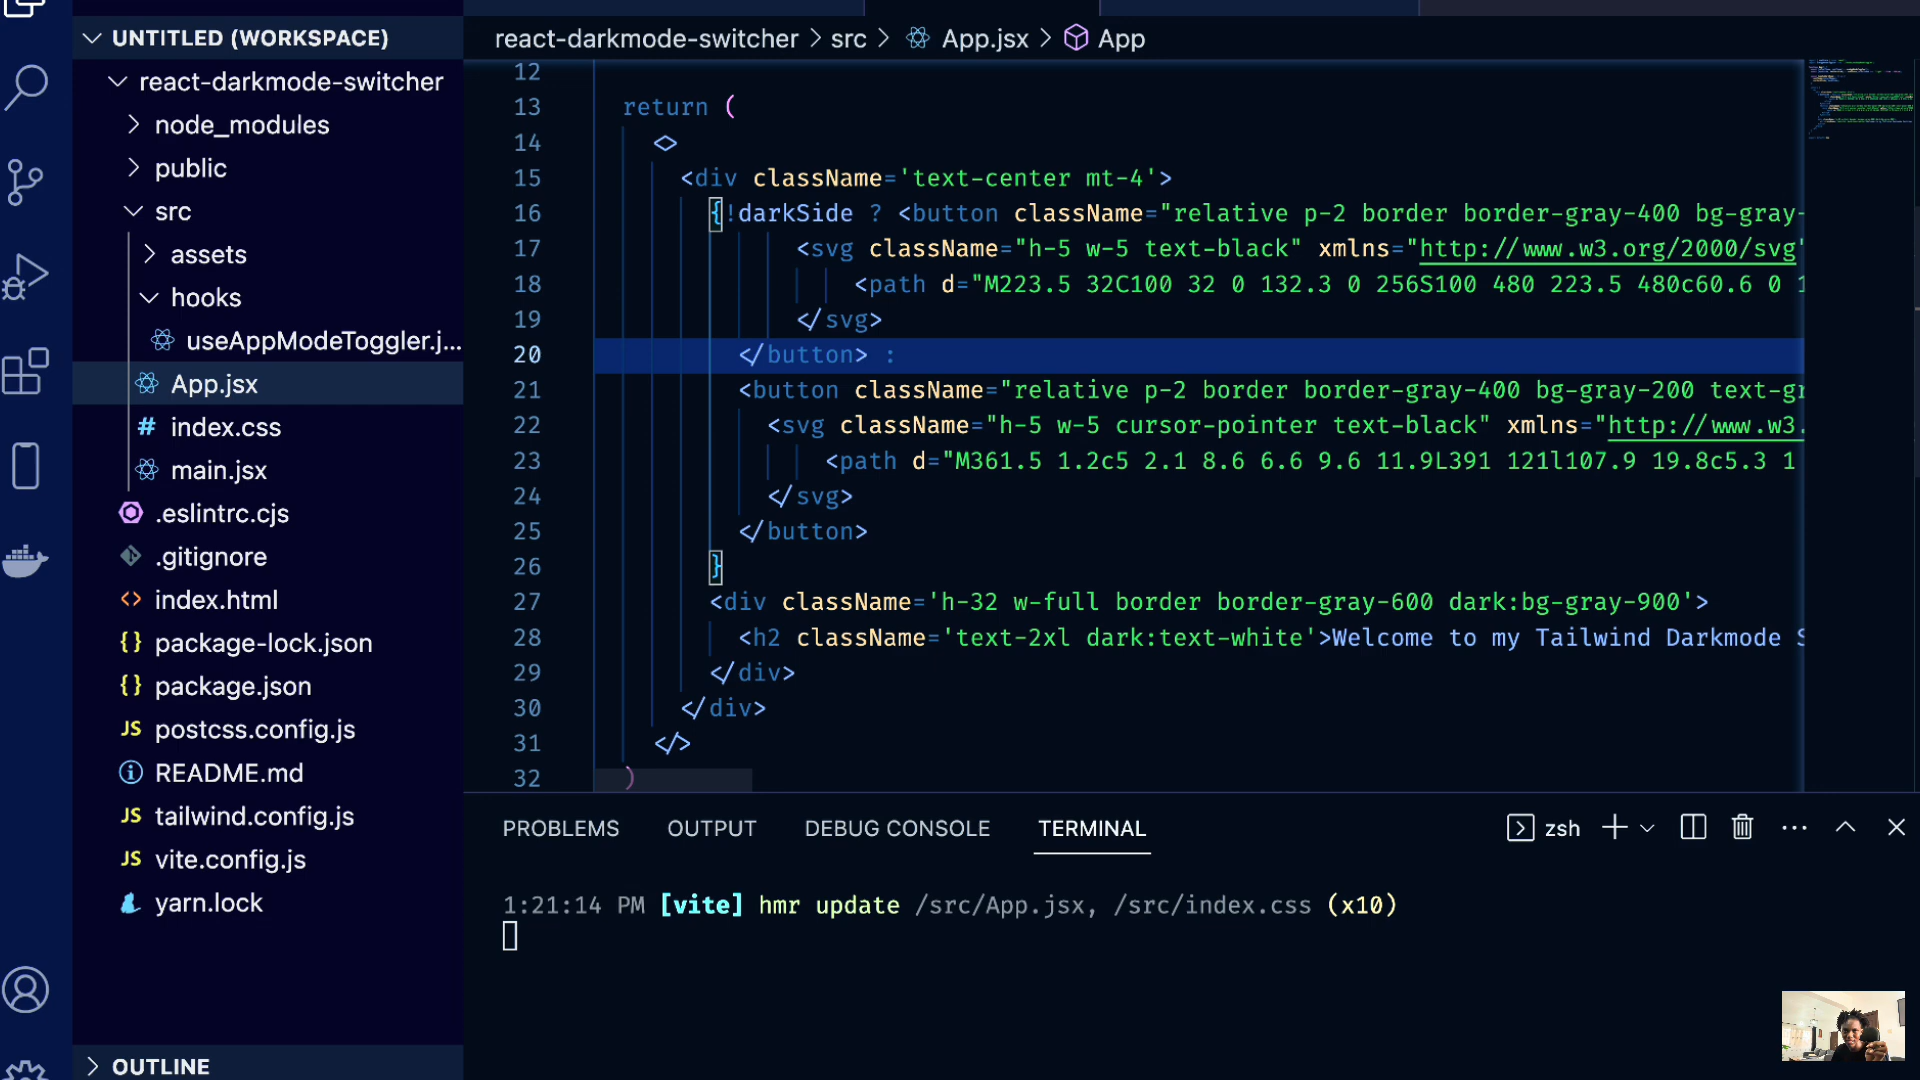 UNTITLED (WORKSPACE)
react-darkmode-switcher
node_modules
public
src
assets
hooks
useAppModeToggler.j...
App.jsx
# index.css
main.jsx
.eslintrc.cjs
.gitignore
<> index.html
{} package-lock.json
{} package.json
JS postcss.config.js
README.md
JS tailwind.config.js
JS vite.config.js
yarn.lock
OUTLINE
react-darkmode-switcher > src > App.jsx > App
12
13 return (
14 <>
15 <div className='text-center mt-4'>
16 {!darkSide ? <button className="relative p-2 border border-gray-400 bg-gray-
17 <svg className="h-5 w-5 text-black" xmlns="http://www.w3.org/2000/svg"
18 <path d="M223.5 32C100 32 0 132.3 0 256S100 480 223.5 480c60.6 0 1
19 </svg>
20 </button> :
21 <button className="relative p-2 border border-gray-400 bg-gray-200 text-gr
22 <svg className="h-5 w-5 cursor-pointer text-black" xmlns="http://www.w3.
23 <path d="M361.5 1.2c5 2.1 8.6 6.6 9.6 11.9L391 121l107.9 19.8c5.3 1
24 </svg>
25 </button>
26 }
27 <div className='h-32 w-full border border-gray-600 dark:bg-gray-900'>
28 <h2 className='text-2xl dark:text-white'>Welcome to my Tailwind Darkmode S
29 </div>
30 </div>
31 </>
32 )
PROBLEMS OUTPUT DEBUG CONSOLE TERMINAL zsh
1:21:14 PM [vite] hmr update /src/App.jsx, /src/index.css (x10)